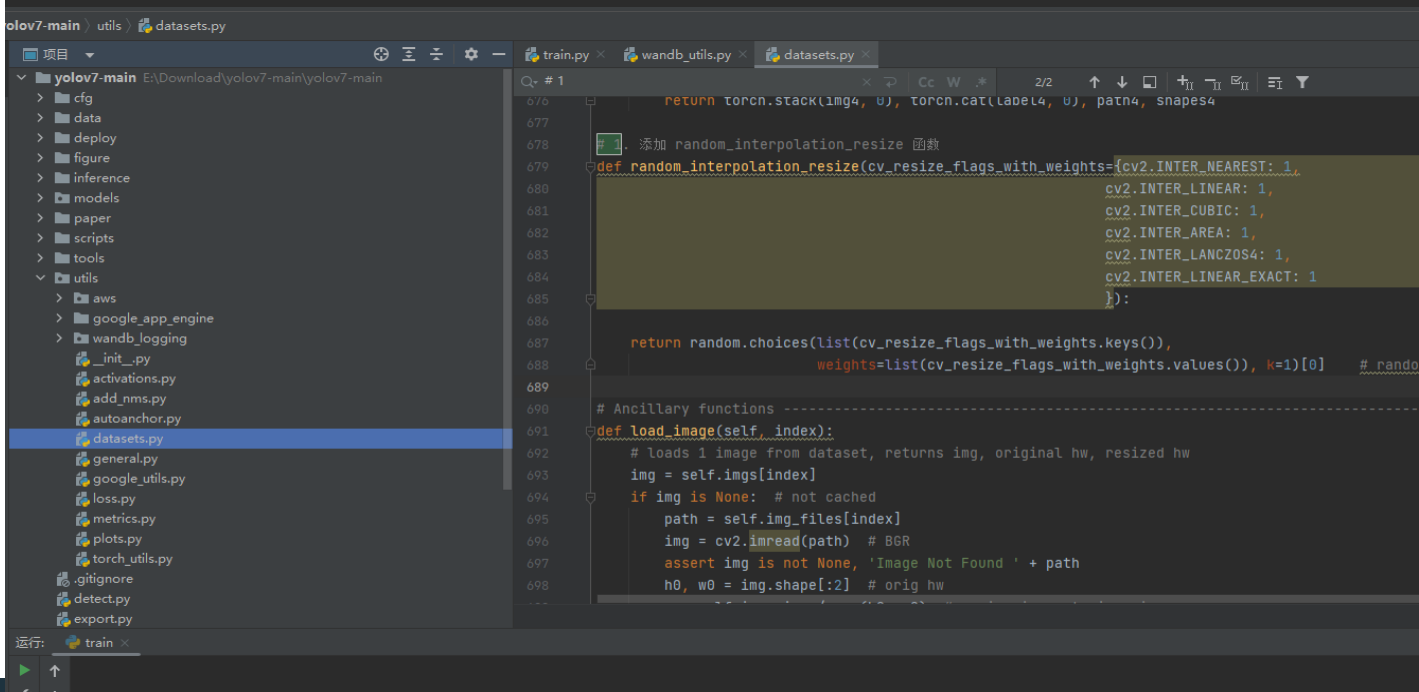 olov7-main 〉 utils 〉 datasets.py
项目
train.py × wandb_utils.py × datasets.py ×
yolov7-main E:\Download\yolov7-main\yolov7-main
# 1 × Cc W .* 2/2
cfg
data
deploy
figure
inference
models
paper
scripts
tools
utils
aws
google_app_engine
wandb_logging
__init__.py
activations.py
add_nms.py
autoanchor.py
datasets.py
general.py
google_utils.py
loss.py
metrics.py
plots.py
torch_utils.py
.gitignore
detect.py
export.py
676 return torch.stack(img4, 0), torch.cat(label4, 0), path4, shapes4
677
678 # 1. 添加 random_interpolation_resize 函数
679 def random_interpolation_resize(cv_resize_flags_with_weights={cv2.INTER_NEAREST: 1,
680 cv2.INTER_LINEAR: 1,
681 cv2.INTER_CUBIC: 1,
682 cv2.INTER_AREA: 1,
683 cv2.INTER_LANCZOS4: 1,
684 cv2.INTER_LINEAR_EXACT: 1
685 }):
686
687 return random.choices(list(cv_resize_flags_with_weights.keys()),
688 weights=list(cv_resize_flags_with_weights.values()), k=1)[0] # rando
689
690 # Ancillary functions --------------------------------------------------------------------------
691 def load_image(self, index):
692 # loads 1 image from dataset, returns img, original hw, resized hw
693 img = self.imgs[index]
694 if img is None: # not cached
695 path = self.img_files[index]
696 img = cv2.imread(path) # BGR
697 assert img is not None, 'Image Not Found ' + path
698 h0, w0 = img.shape[:2] # orig hw
运行: train ×